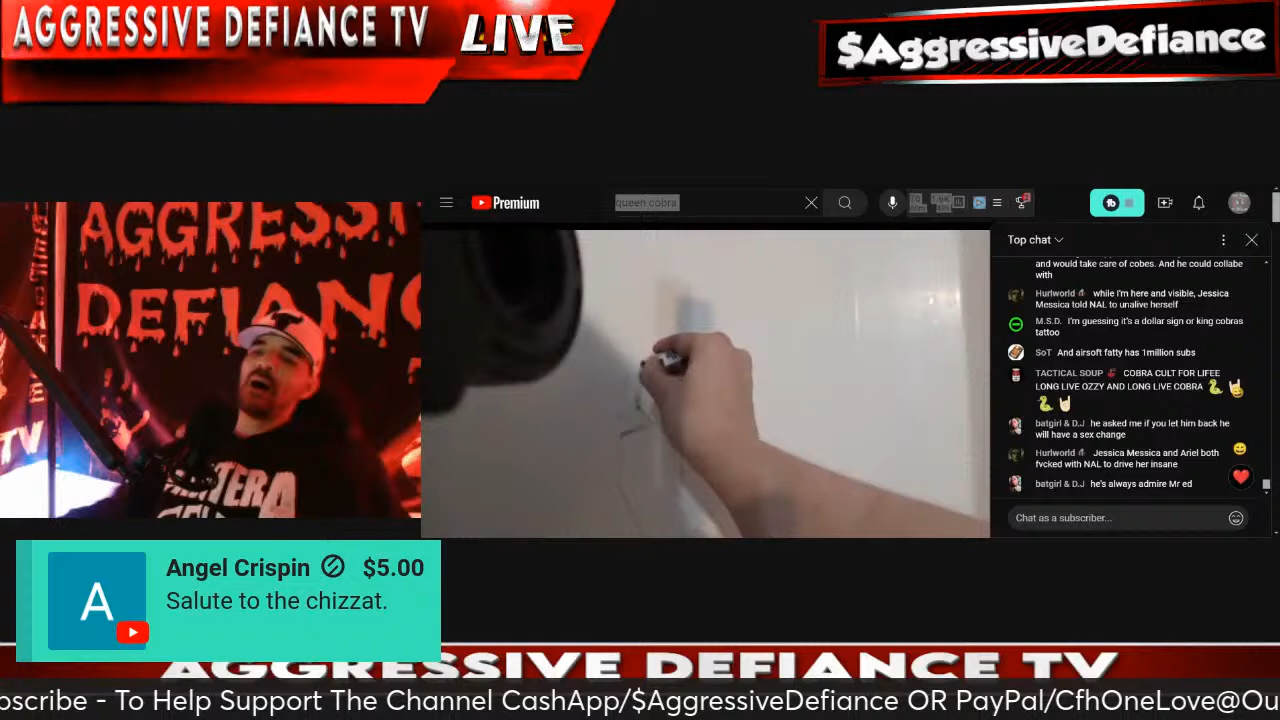 AGGRESSIVE DEFIANCE TV
LIVE
$AggressiveDefiance
Premium
queen cobra
AGGRESSI
DEFIANC
TV
Top chat
and would take care of cobes. And he could collabe
with
Hurlworld while I'm here and visible, Jessica
Messica told NAL to unalive herself
M.S.D. I'm guessing it's a dollar sign or king cobras
tattoo
SoT And airsoft fatty has 1million subs
TACTICAL SOUP COBRA CULT FOR LIFEE
LONG LIVE OZZY AND LONG LIVE COBRA
batgirl & D.J he asked me if you let him back he
will have a sex change
Hurlworld Jessica Messica and Ariel both
fvcked with NAL to drive her insane
batgirl & D.J he's always admire Mr ed
Chat as a subscriber...
A
Angel Crispin $5.00
Salute to the chizzat.
AGGRESSIVE DEFIANCE TV
bscribe - To Help Support The Channel CashApp/$AggressiveDefiance OR PayPal/CfhOneLove@Ou